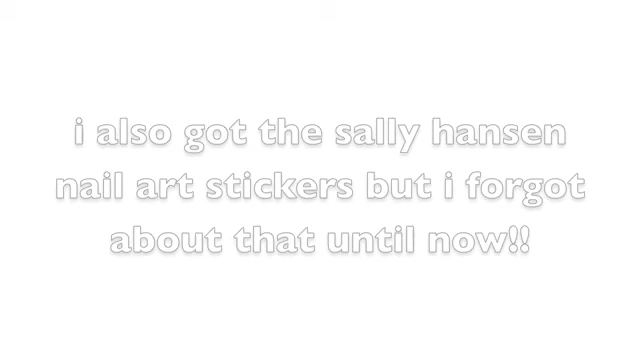 i also got the sally hansen
nail art stickers but i forgot
about that until now!!